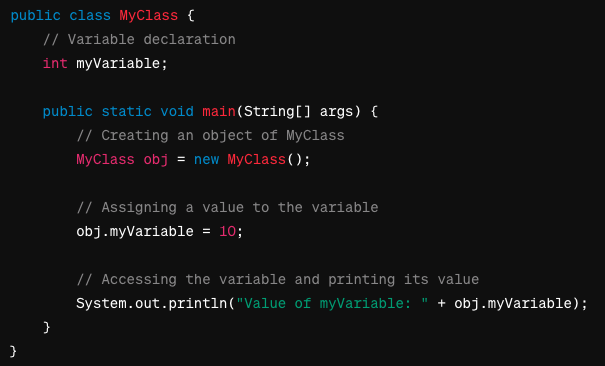 public class MyClass {
    // Variable declaration
    int myVariable;

    public static void main(String[] args) {
        // Creating an object of MyClass
        MyClass obj = new MyClass();

        // Assigning a value to the variable
        obj.myVariable = 10;

        // Accessing the variable and printing its value
        System.out.println("Value of myVariable: " + obj.myVariable);
    }
}